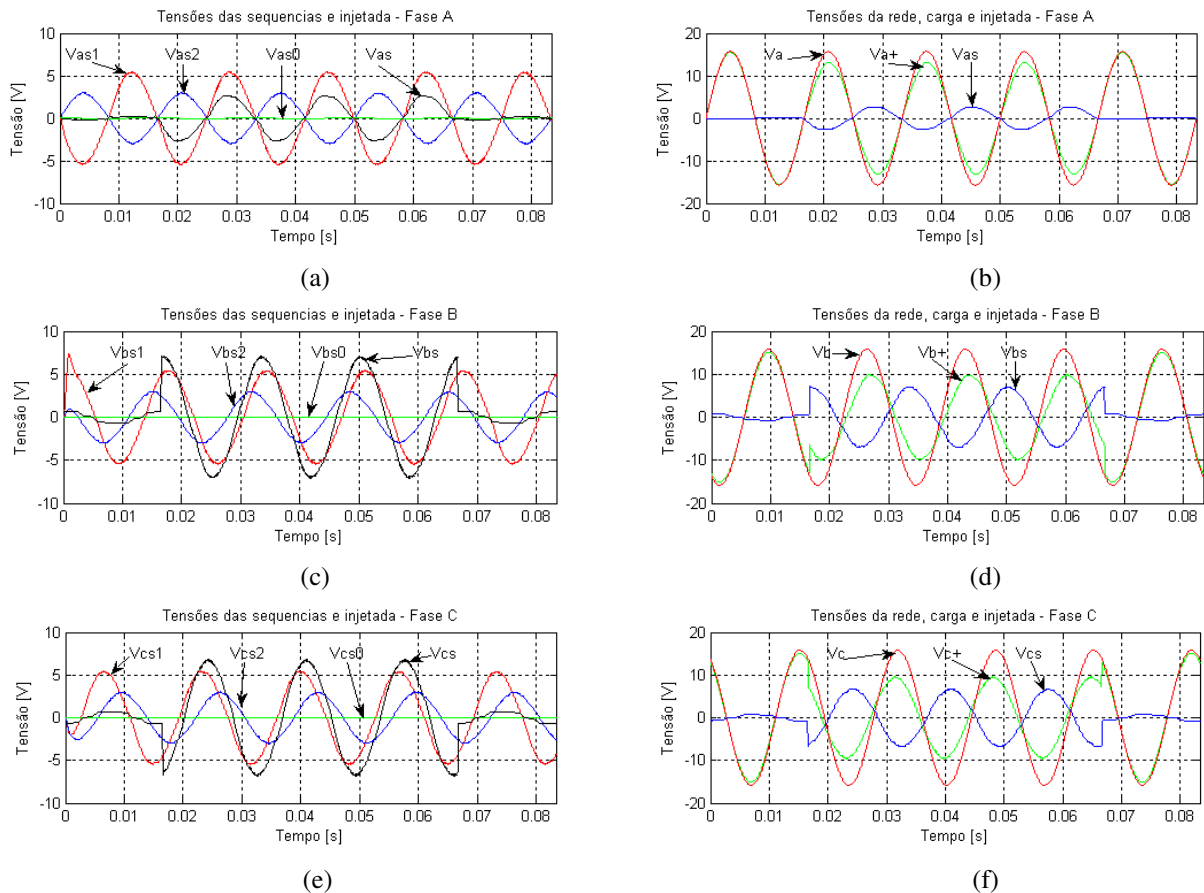 Tensões das sequencias e injetada - Fase A
Tensão [V]
10
5
0
-5
-10
Vas1
Vas2
Vas0
Vas
0 0.01 0.02 0.03 0.04 0.05 0.06 0.07 0.08
Tempo [s]
(a)
Tensões da rede, carga e injetada - Fase A
Tensão [V]
20
10
0
-10
-20
Va
Va+
Vas
0 0.01 0.02 0.03 0.04 0.05 0.06 0.07 0.08
Tempo [s]
(b)
Tensões das sequencias e injetada - Fase B
Tensão [V]
10
5
0
-5
-10
Vbs1
Vbs2
Vbs0
Vbs
0 0.01 0.02 0.03 0.04 0.05 0.06 0.07 0.08
Tempo [s]
(c)
Tensões da rede, carga e injetada - Fase B
Tensão [V]
20
10
0
-10
-20
Vb
Vb+
Vbs
0 0.01 0.02 0.03 0.04 0.05 0.06 0.07 0.08
Tempo [s]
(d)
Tensões das sequencias e injetada - Fase C
Tensão [V]
10
5
0
-5
-10
Vcs1
Vcs2
Vcs0
Vcs
0 0.01 0.02 0.03 0.04 0.05 0.06 0.07 0.08
Tempo [s]
(e)
Tensões da rede, carga e injetada - Fase C
Tensão [V]
20
10
0
-10
-20
Vc
Vc+
Vcs
0 0.01 0.02 0.03 0.04 0.05 0.06 0.07 0.08
Tempo [s]
(f)